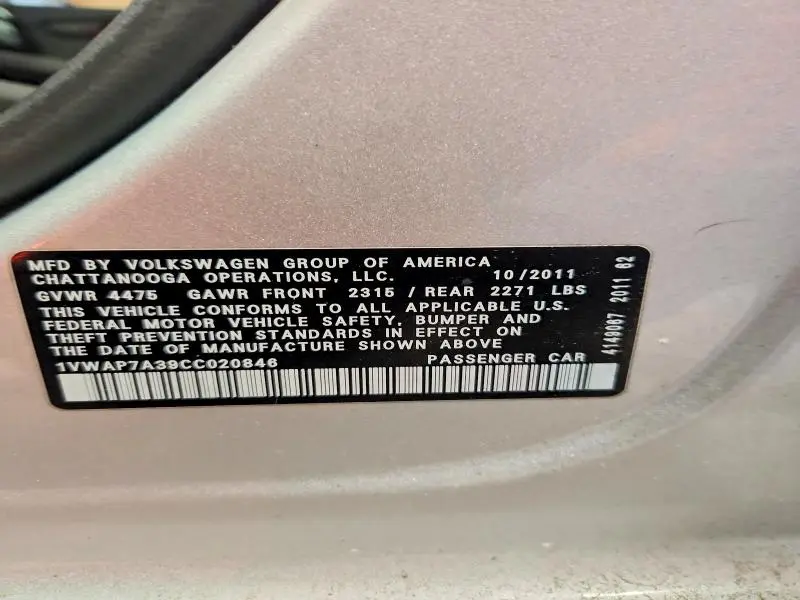 MFD BY VOLKSWAGEN GROUP OF AMERICA
CHATTANOOGA OPERATIONS, LLC. 10/2011
GVWR 4475 GAWR FRONT 2315 / REAR 2271 LBS
THIS VEHICLE CONFORMS TO ALL APPLICABLE U.S.
FEDERAL MOTOR VEHICLE SAFETY, BUMPER AND
THEFT PREVENTION STANDARDS IN EFFECT ON
THE DATE OF MANUFACTURE SHOWN ABOVE
1VWAP7A39CC020846 PASSENGER CAR
4149087 2011 62